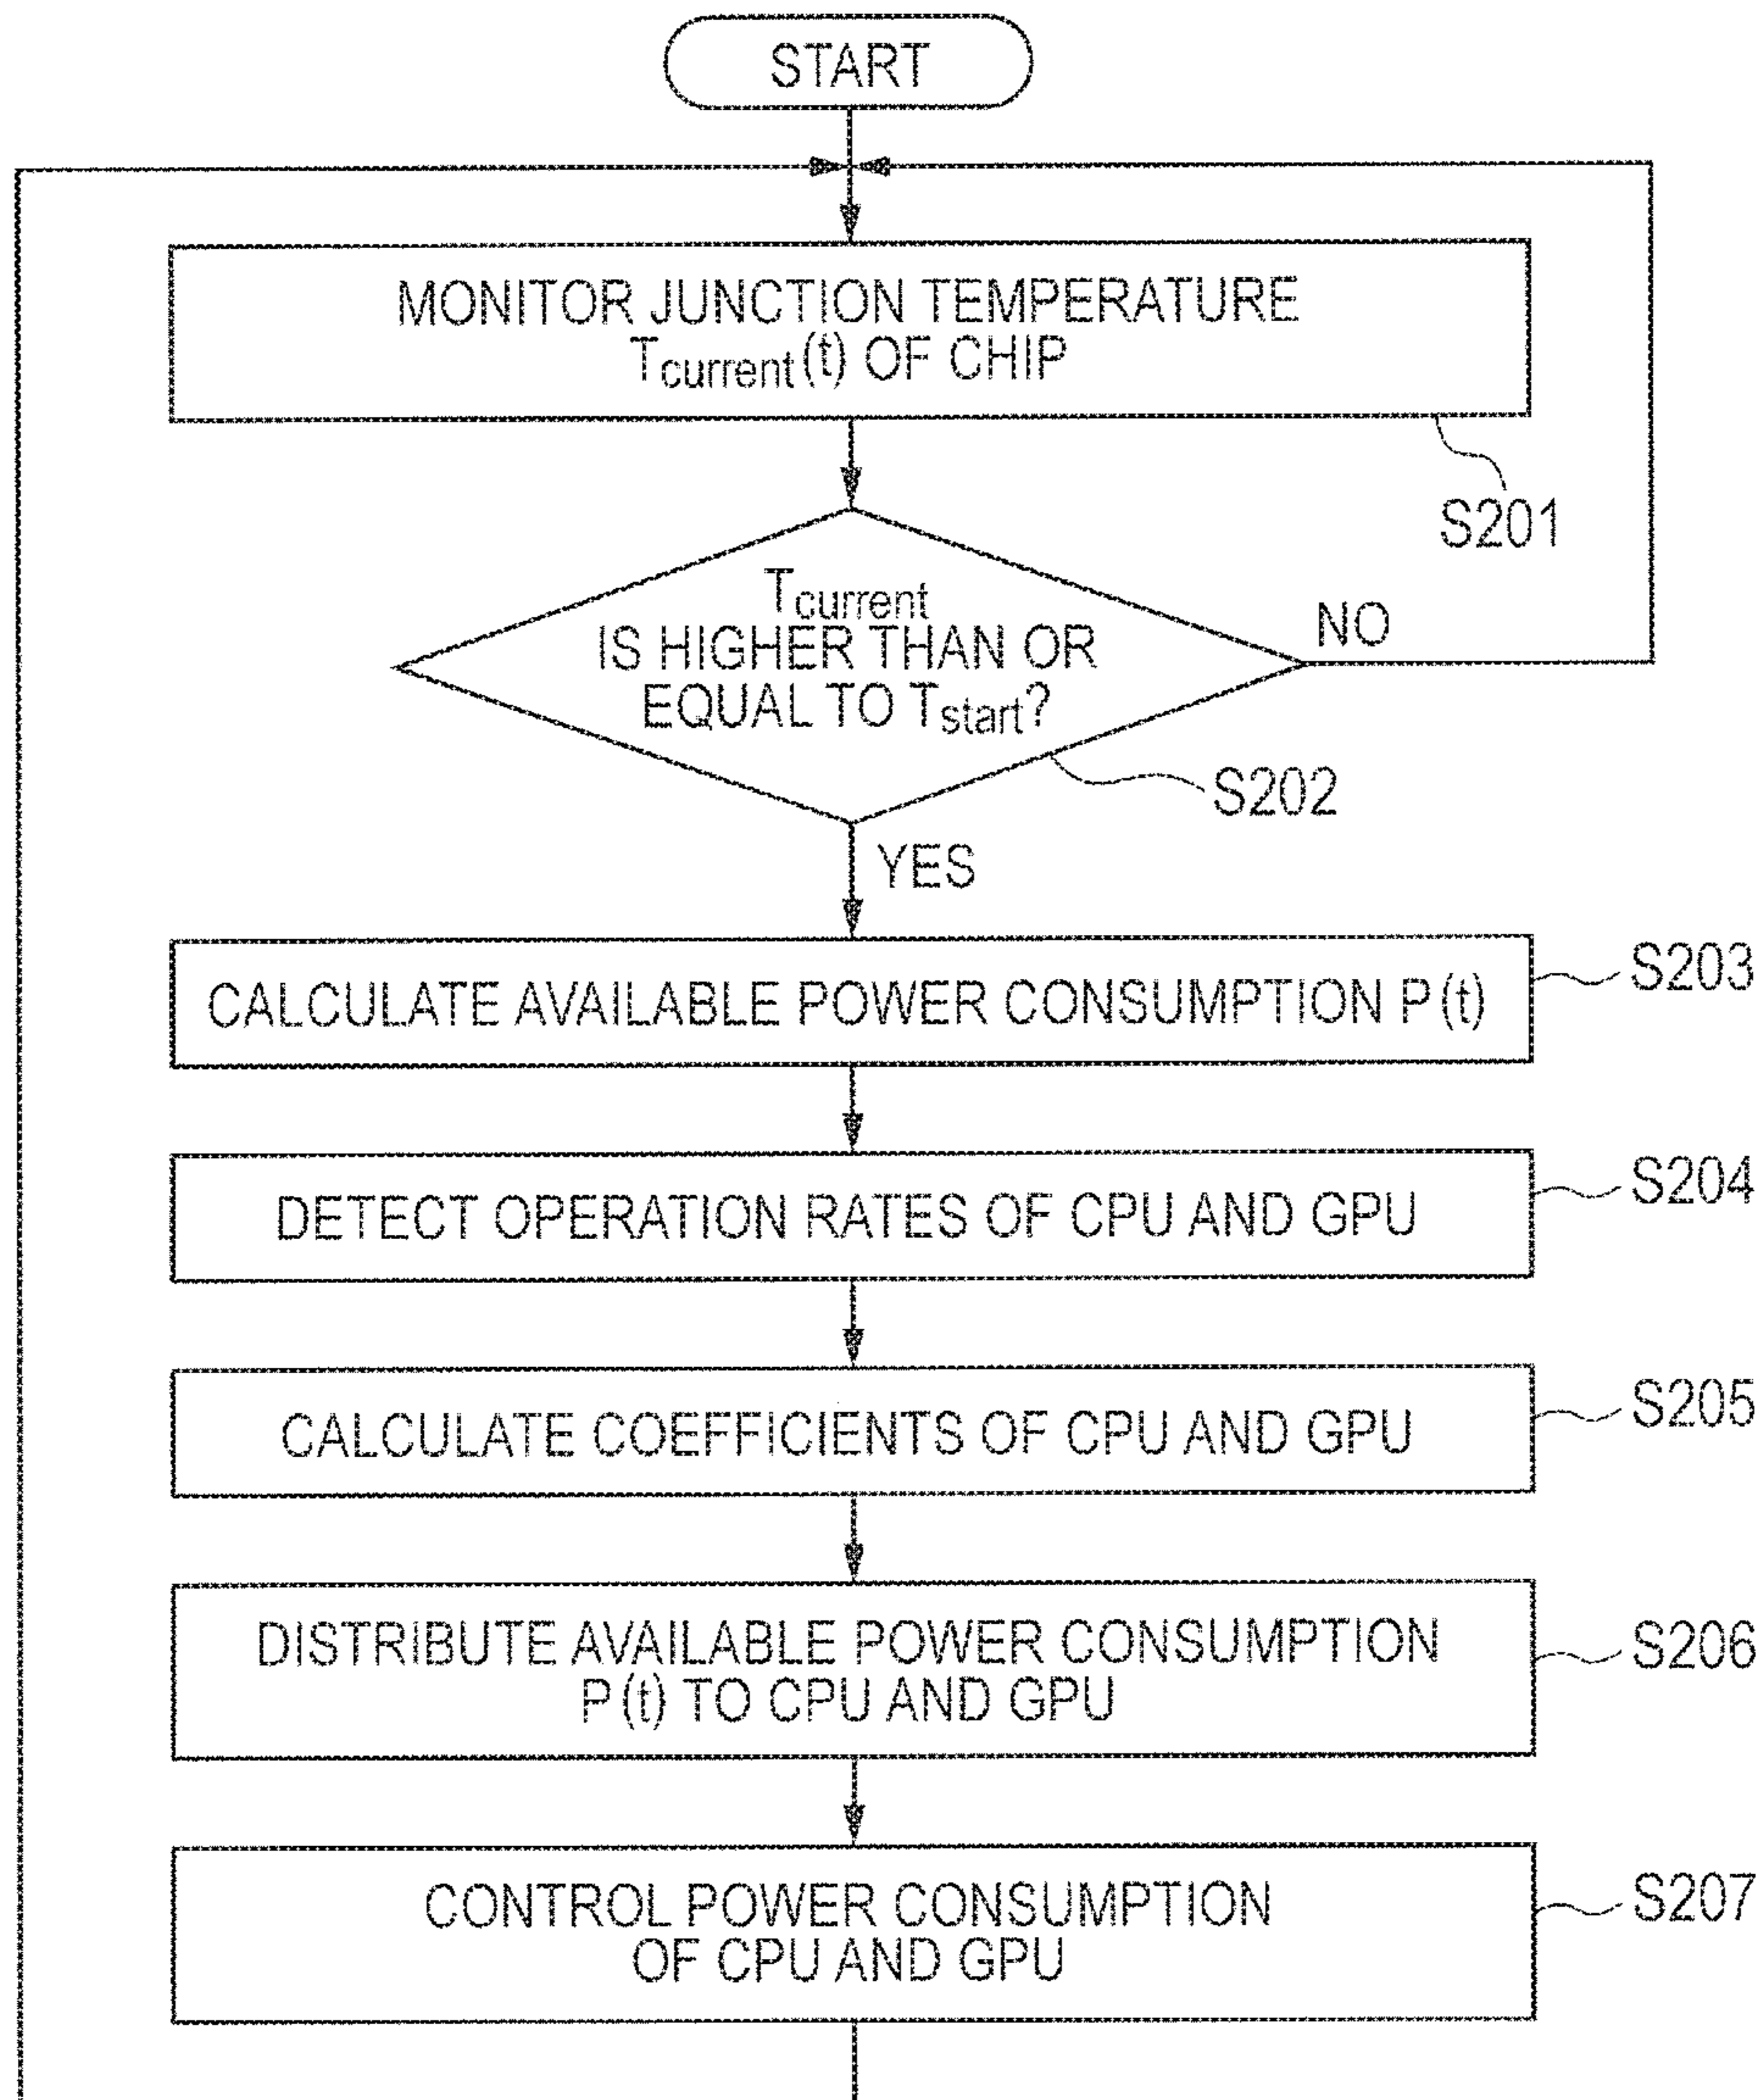 START
MONITOR JUNCTION TEMPERATURE
Tcurrent(t) OF CHIP
S201
Tcurrent
IS HIGHER THAN OR
EQUAL TO Tstart?
NO
S202
YES
CALCULATE AVAILABLE POWER CONSUMPTION P(t)
S203
DETECT OPERATION RATES OF CPU AND GPU
S204
CALCULATE COEFFICIENTS OF CPU AND GPU
S205
DISTRIBUTE AVAILABLE POWER CONSUMPTION
P(t) TO CPU AND GPU
S206
CONTROL POWER CONSUMPTION
OF CPU AND GPU
S207